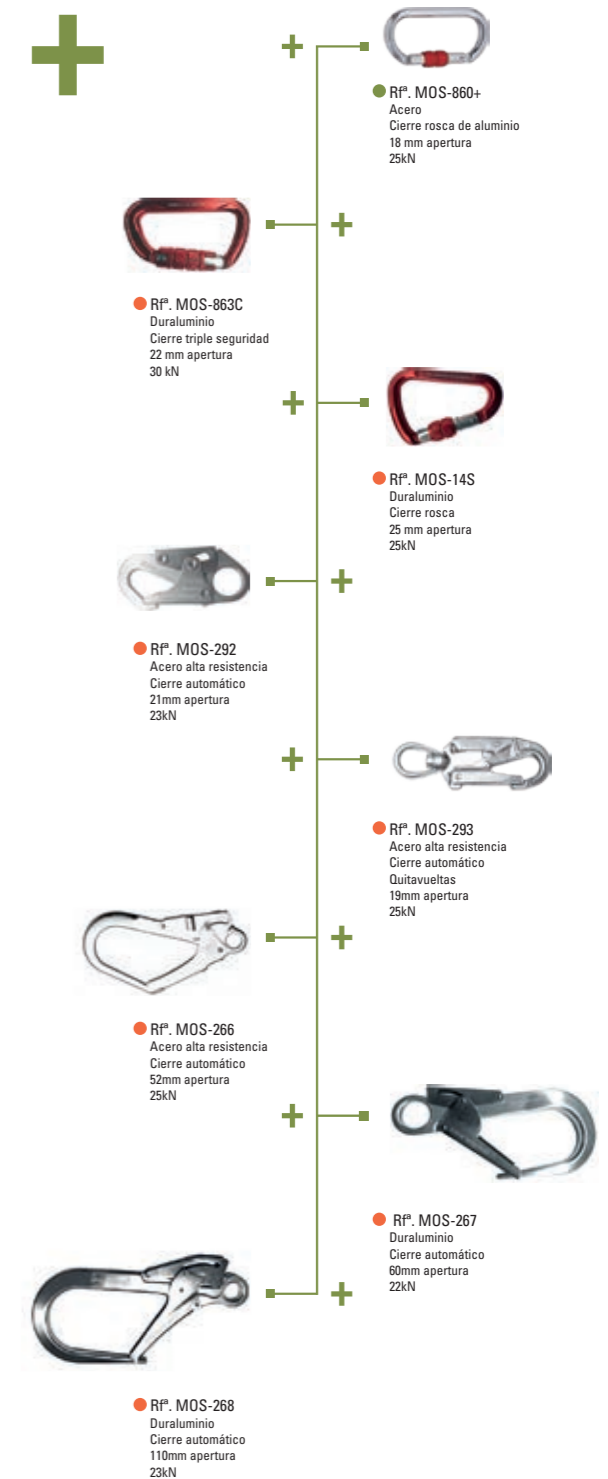 Rfª. MOS-860+
Acero
Cierre rosca de aluminio
18 mm apertura
25kN
Rfª. MOS-863C
Duraluminio
Cierre triple seguridad
22 mm apertura
30 kN
Rfª. MOS-14S
Duraluminio
Cierre rosca
25 mm apertura
25kN
Rfª. MOS-292
Acero alta resistencia
Cierre automático
21mm apertura
23kN
Rfª. MOS-293
Acero alta resistencia
Cierre automático
Quitavueltas
19mm apertura
25kN
Rfª. MOS-266
Acero alta resistencia
Cierre automático
52mm apertura
25kN
Rfª. MOS-267
Duraluminio
Cierre automático
60mm apertura
22kN
Rfª. MOS-268
Duraluminio
Cierre automático
110mm apertura
23kN